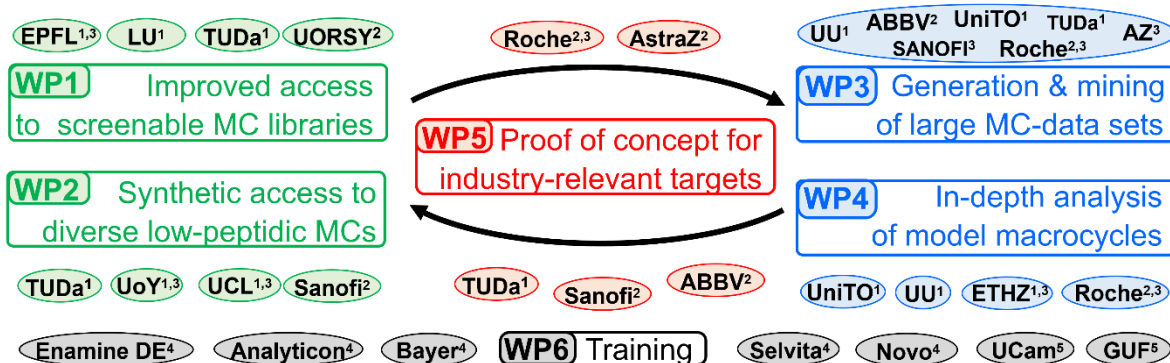 EPFL¹,³ LU¹ TUDa¹ UORSY²
Roche²,³ AstraZ²
UU¹ ABBV² UniTO¹ TUDa¹ AZ³
SANOFI³ Roche²,³
WP1 Improved access
to screenable MC libraries
WP3 Generation & mining
of large MC-data sets
WP5 Proof of concept for
industry-relevant targets
WP2 Synthetic access to
diverse low-peptidic MCs
WP4 In-depth analysis
of model macrocycles
TUDa¹ UoY¹,³ UCL¹,³ Sanofi²
TUDa¹ Sanofi² ABBV²
UniTO¹ UU¹ ETHZ¹,³ Roche²,³
Enamine DE⁴ Analyticon⁴ Bayer⁴ WP6 Training Selvita⁴ Novo⁴ UCam⁵ GUF⁵